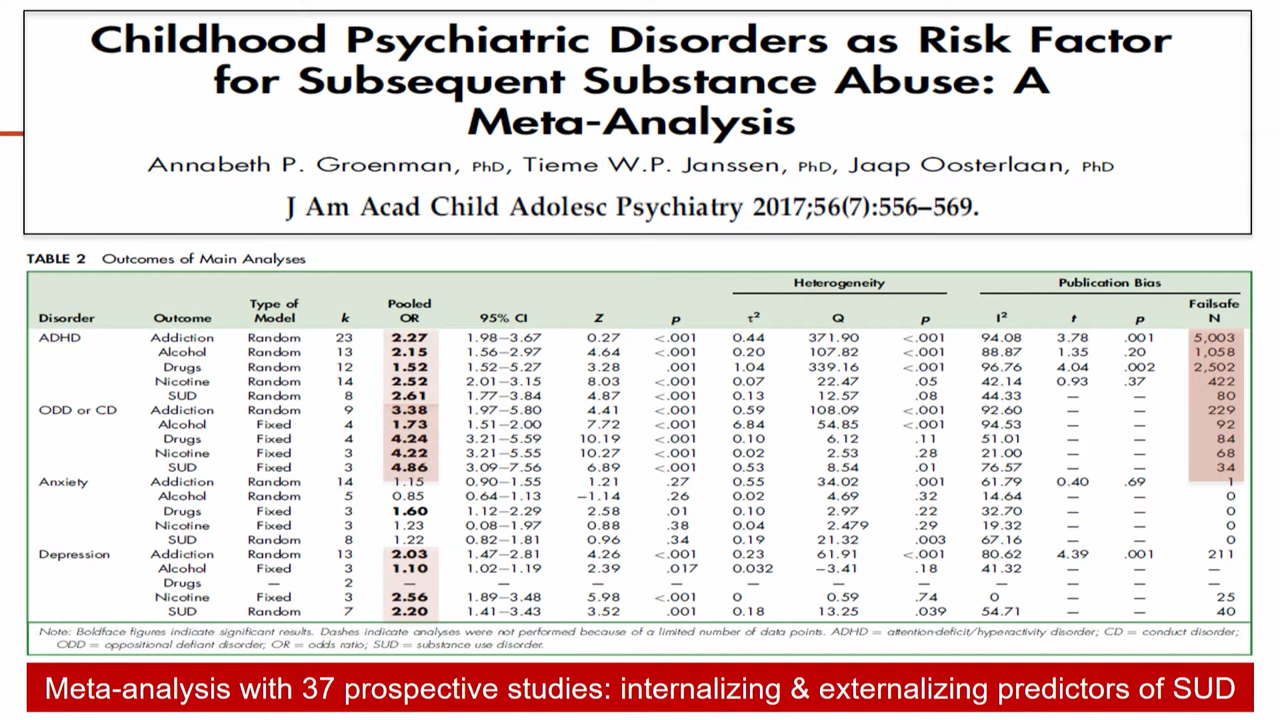 Childhood Psychiatric Disorders as Risk Factor
for Subsequent Substance Abuse: A
Meta-Analysis
Annabeth P. Groenman, PhD, Tieme W.P. Janssen, PhD, Jaap Oosterlaan, PhD
J Am Acad Child Adolesc Psychiatry 2017;56(7):556–569.
TABLE 2 Outcomes of Main Analyses
Heterogeneity Publication Bias
Type of Pooled Failsafe
Disorder Outcome Model k OR 95% CI Z p τ² Q p I² t p N
ADHD Addiction Random 23 2.27 1.98–3.67 0.27 <.001 0.44 371.90 <.001 94.08 3.78 .001 5,003
Alcohol Random 13 2.15 1.56–2.97 4.64 <.001 0.20 107.82 <.001 88.87 1.35 .20 1,058
Drugs Random 12 1.52 1.52–5.27 3.28 .001 1.04 339.16 <.001 96.76 4.04 .002 2,502
Nicotine Random 14 2.52 2.01–3.15 8.03 <.001 0.07 22.47 .05 42.14 0.93 .37 422
SUD Random 8 2.61 1.77–3.84 4.87 <.001 0.13 12.57 .08 44.33 — — 80
ODD or CD Addiction Random 9 3.38 1.97–5.80 4.41 <.001 0.59 108.09 <.001 92.60 — — 229
Alcohol Fixed 4 1.73 1.51–2.00 7.72 <.001 6.84 54.85 <.001 94.53 — — 92
Drugs Fixed 4 4.24 3.21–5.59 10.19 <.001 0.10 6.12 .11 51.01 — — 84
Nicotine Fixed 3 4.22 3.21–5.55 10.27 <.001 0.02 2.53 .28 21.00 — — 68
SUD Fixed 3 4.86 3.09–7.56 6.89 <.001 0.53 8.54 .01 76.57 — — 34
Anxiety Addiction Random 14 1.15 0.90–1.55 1.21 .27 0.55 34.02 .001 61.79 0.40 .69 1
Alcohol Random 5 0.85 0.64–1.13 −1.14 .26 0.02 4.69 .32 14.64 — — 0
Drugs Fixed 3 1.60 1.12–2.29 2.58 .01 0.10 2.97 .22 32.70 — — 0
Nicotine Fixed 3 1.23 0.08–1.97 0.88 .38 0.04 2.479 .29 19.32 — — 0
SUD Random 8 1.22 0.82–1.81 0.96 .34 0.19 21.32 .003 67.16 — — 0
Depression Addiction Random 13 2.03 1.47–2.81 4.26 <.001 0.23 61.91 <.001 80.62 4.39 .001 211
Alcohol Fixed 3 1.10 1.02–1.19 2.39 .017 0.032 −3.41 .18 41.32 — — —
Drugs — 2 — — — — — — — — — — —
Nicotine Fixed 3 2.56 1.89–3.48 5.98 <.001 0 0.59 .74 0 — — 25
SUD Random 7 2.20 1.41–3.43 3.52 .001 0.18 13.25 .039 54.71 — — 40
Note: Boldface figures indicate significant results. Dashes indicate analyses were not performed because of a limited number of data points. ADHD = attention-deficit/hyperactivity disorder; CD = conduct disorder;
ODD = oppositional defiant disorder; OR = odds ratio; SUD = substance use disorder.
Meta-analysis with 37 prospective studies: internalizing & externalizing predictors of SUD